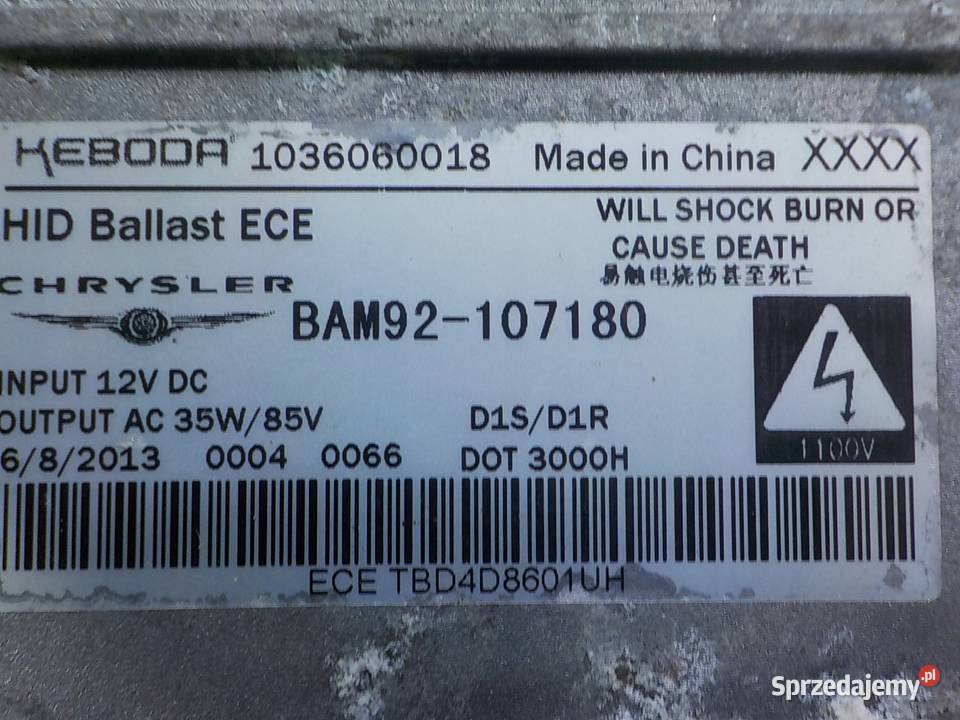 KEBODA 1036060018 Made in China XXXX
HID Ballast ECE
WILL SHOCK BURN OR
CAUSE DEATH
易触电烧伤甚至死亡
CHRYSLER
BAM92-107180
INPUT 12V DC
OUTPUT AC 35W/85V D1S/D1R
6/8/2013 0004 0066 DOT 3000H
1100V
ECE TBD4D8601UH
Sprzedajemy.pl